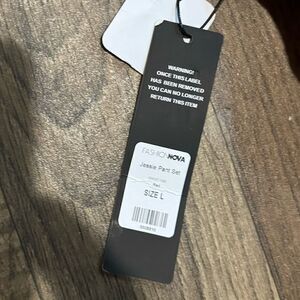 WARNING!
ONCE THIS LABEL
HAS BEEN REMOVED
YOU CAN NO LONGER
RETURN THIS ITEM
FASHIONNOVA
Jessie Pant Set
SIZE L